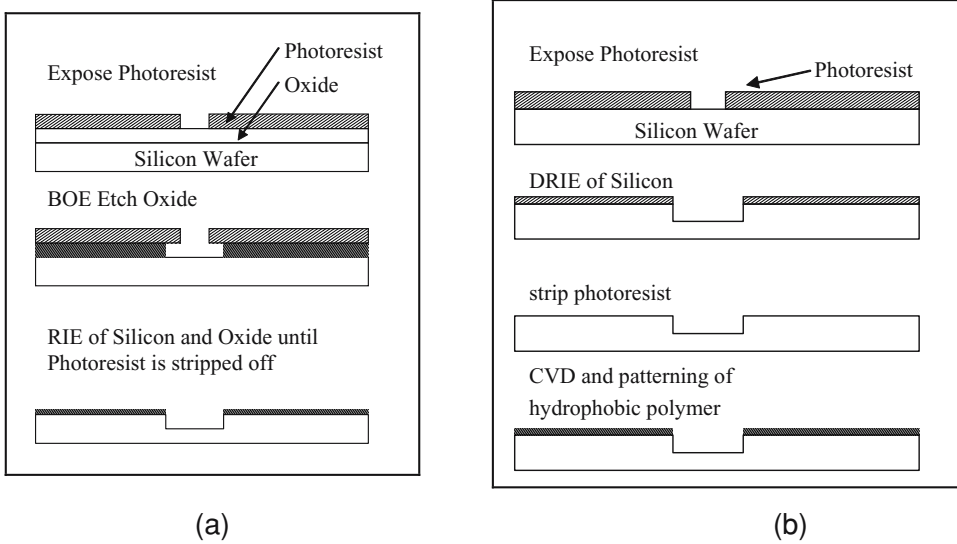 Expose Photoresist
Photoresist
Oxide
Silicon Wafer
BOE Etch Oxide
RIE of Silicon and Oxide until
Photoresist is stripped off
(a)
Expose Photoresist
Photoresist
Silicon Wafer
DRIE of Silicon
strip photoresist
CVD and patterning of
hydrophobic polymer
(b)